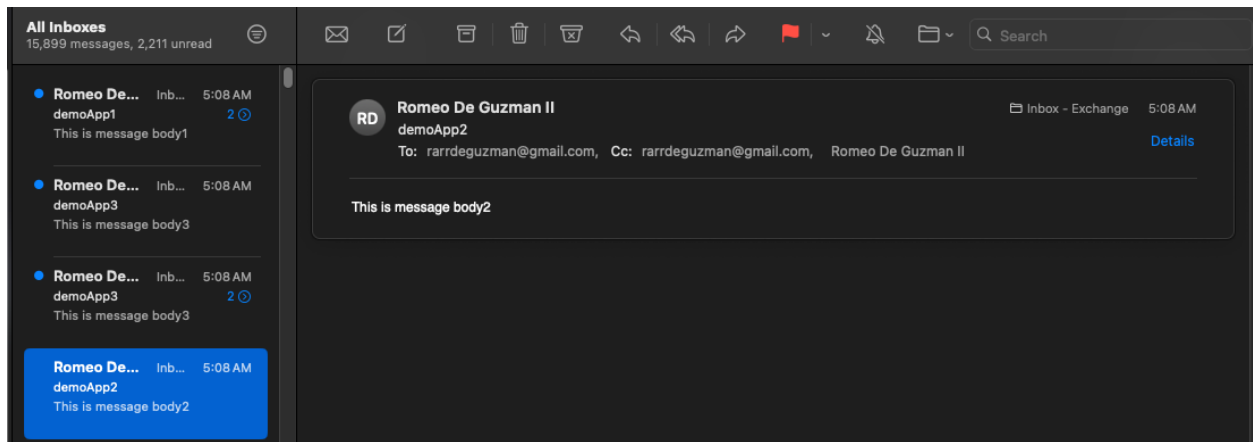 All Inboxes
15,899 messages, 2,211 unread
Search
Romeo De... Inb... 5:08 AM
demoApp1 2
This is message body1
Romeo De... Inb... 5:08 AM
demoApp3
This is message body3
Romeo De... Inb... 5:08 AM
demoApp3 2
This is message body3
Romeo De... Inb... 5:08 AM
demoApp2
This is message body2
RD
Romeo De Guzman II Inbox - Exchange 5:08 AM
demoApp2
To: rarrdeguzman@gmail.com, Cc: rarrdeguzman@gmail.com, Romeo De Guzman II
Details
This is message body2